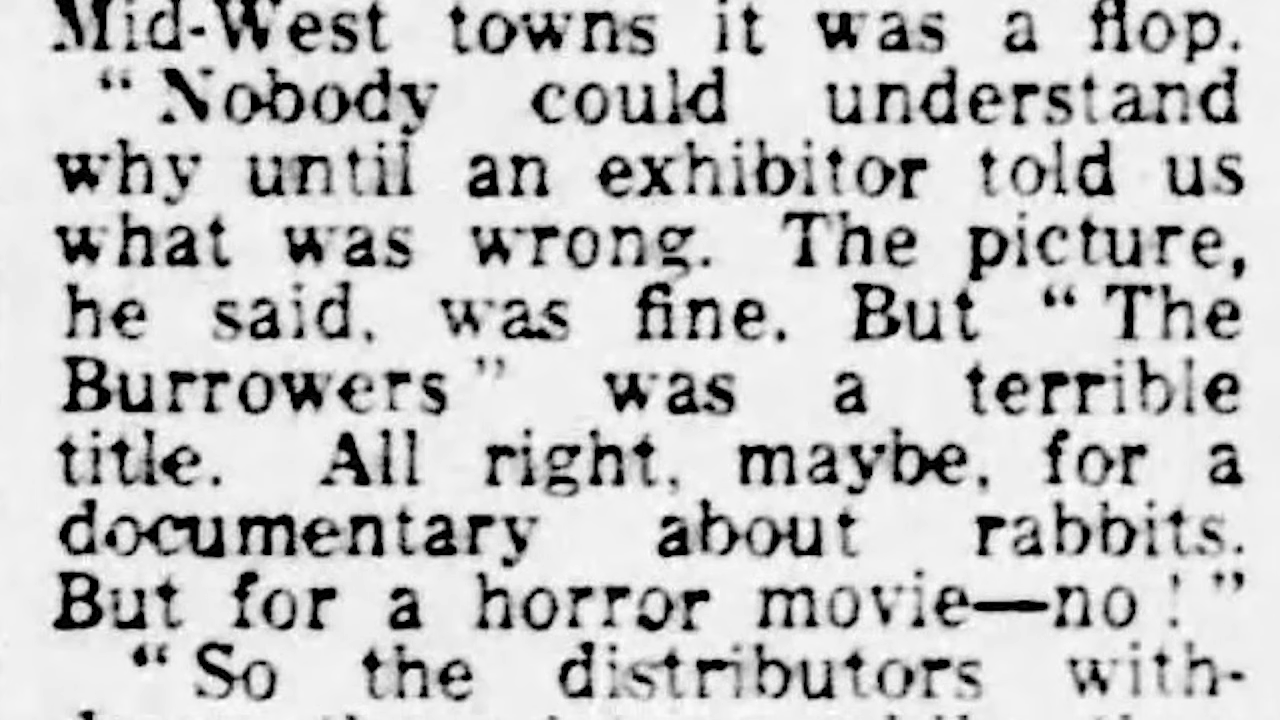 Mid-West towns it was a flop.
“ Nobody could understand
why until an exhibitor told us
what was wrong. The picture,
he said, was fine. But “ The
Burrowers ” was a terrible
title. All right, maybe, for a
documentary about rabbits.
But for a horror movie—no ! ”
“ So the distributors with-